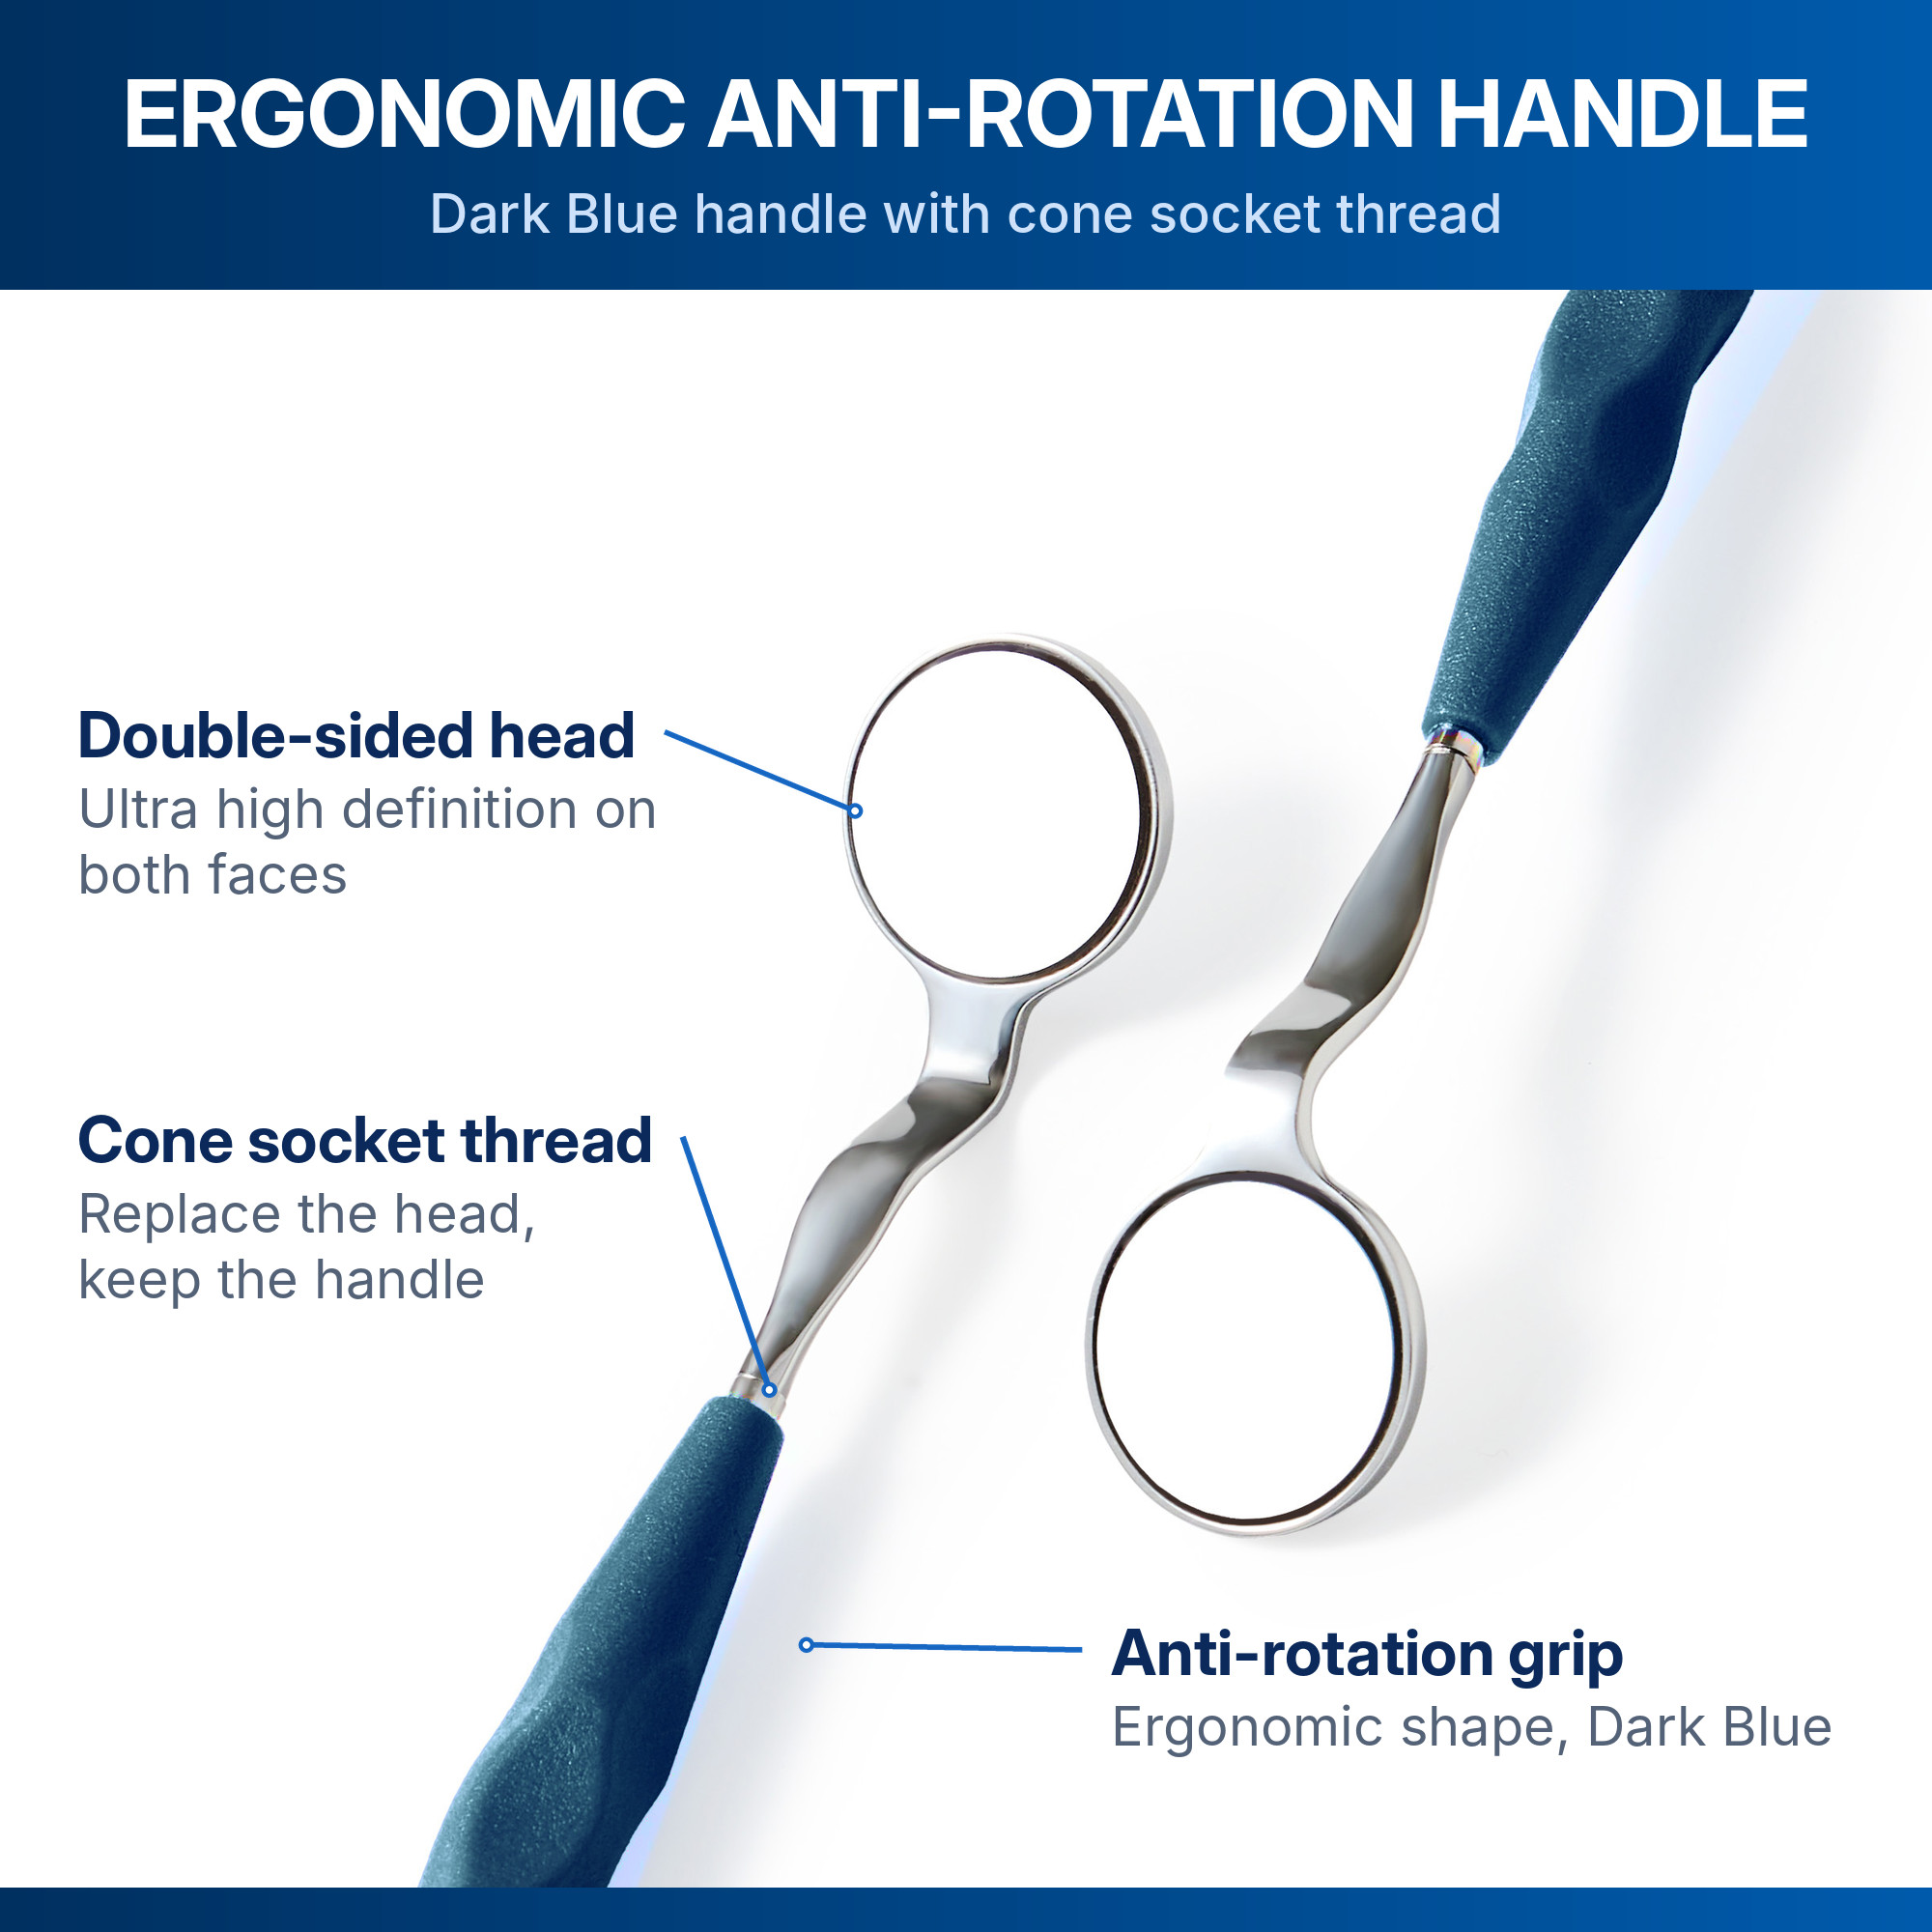 ERGONOMIC ANTI-ROTATION HANDLE
Dark Blue handle with cone socket thread
Double-sided head
Ultra high definition on
both faces
Cone socket thread
Replace the head,
keep the handle
Anti-rotation grip
Ergonomic shape, Dark Blue